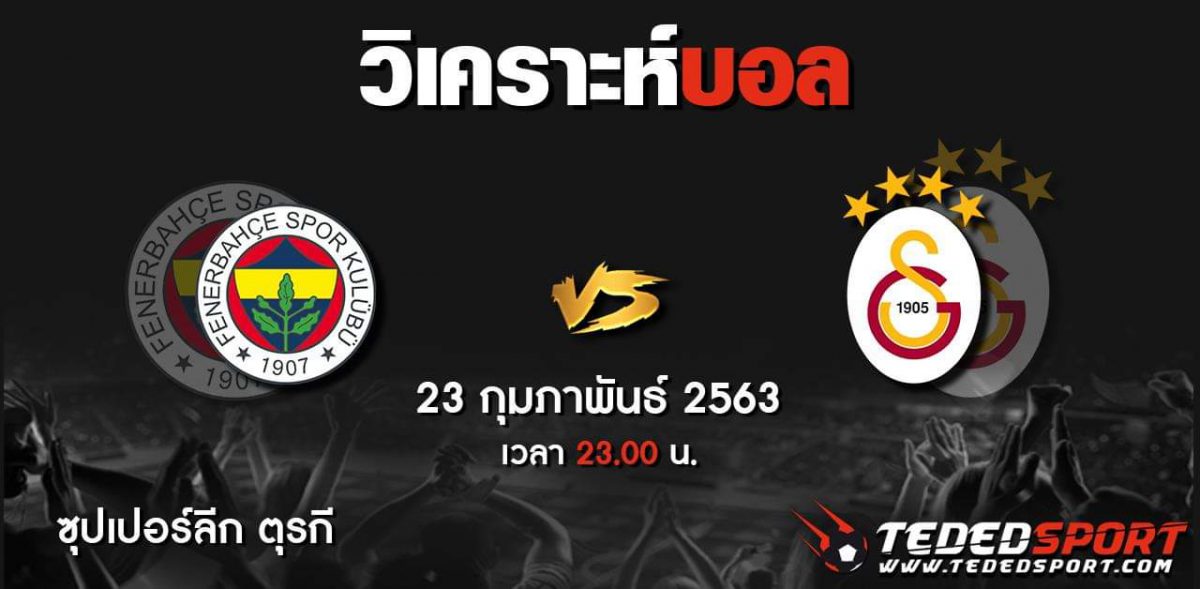 วิเคราะห์บอล
FENERBAHÇE SPOR KULÜBÜ
1907
VS
1905
23 กุมภาพันธ์ 2563
เวลา 23.00 น.
ซุปเปอร์ลีก ตุรกี
TEDEDSPORT
WWW.TEDEDSPORT.COM